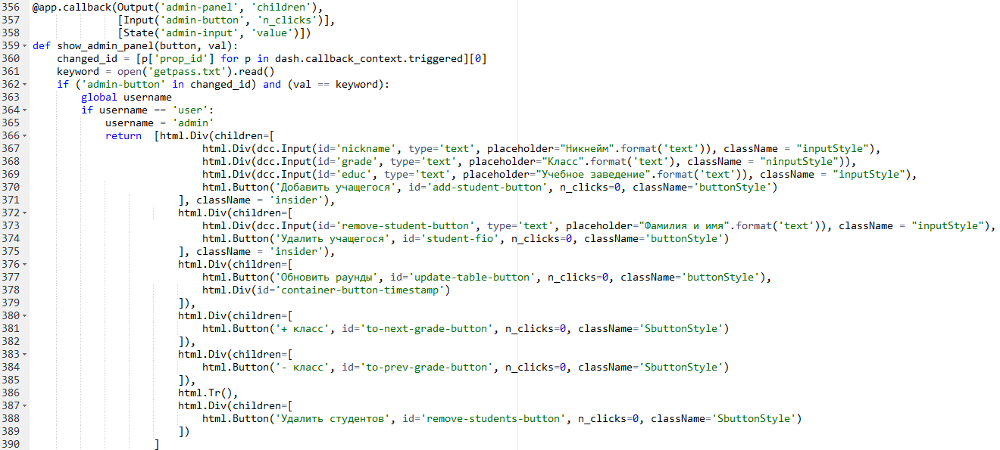 356 @app.callback(Output('admin-panel', 'children'),
357               [Input('admin-button', 'n_clicks')],
358               [State('admin-input', 'value')])
359 def show_admin_panel(button, val):
360     changed_id = [p['prop_id'] for p in dash.callback_context.triggered][0]
361     keyword = open('getpass.txt').read()
362     if ('admin-button' in changed_id) and (val == keyword):
363         global username
364         if username == 'user':
365             username = 'admin'
366             return  [html.Div(children=[
367                             html.Div(dcc.Input(id='nickname', type='text', placeholder="Никнейм".format('text')), className = "inputStyle"),
368                             html.Div(dcc.Input(id='grade', type='text', placeholder="Класс".format('text'), className = "ninputStyle")),
369                             html.Div(dcc.Input(id='educ', type='text', placeholder="Учебное заведение".format('text')), className = "inputStyle"),
370                             html.Button('Добавить учащегося', id='add-student-button', n_clicks=0, className='buttonStyle')
371                         ], className = 'insider'),
372                         html.Div(children=[
373                             html.Div(dcc.Input(id='remove-student-button', type='text', placeholder="Фамилия и имя".format('text')), className = "inputStyle"),
374                             html.Button('Удалить учащегося', id='student-fio', n_clicks=0, className='buttonStyle')
375                         ], className = 'insider'),
376                         html.Div(children=[
377                             html.Button('Обновить раунды', id='update-table-button', n_clicks=0, className='buttonStyle'),
378                             html.Div(id='container-button-timestamp')
379                         ]),
380                         html.Div(children=[
381                             html.Button('+ класс', id='to-next-grade-button', n_clicks=0, className='SbuttonStyle')
382                         ]),
383                         html.Div(children=[
384                             html.Button('- класс', id='to-prev-grade-button', n_clicks=0, className='SbuttonStyle')
385                         ]),
386                         html.Tr(),
387                         html.Div(children=[
388                             html.Button('Удалить студентов', id='remove-students-button', n_clicks=0, className='SbuttonStyle')
389                         ])
390                     ]